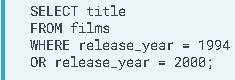 SELECT title
FROM films
WHERE release_year = 1994
OR release_year = 2000;